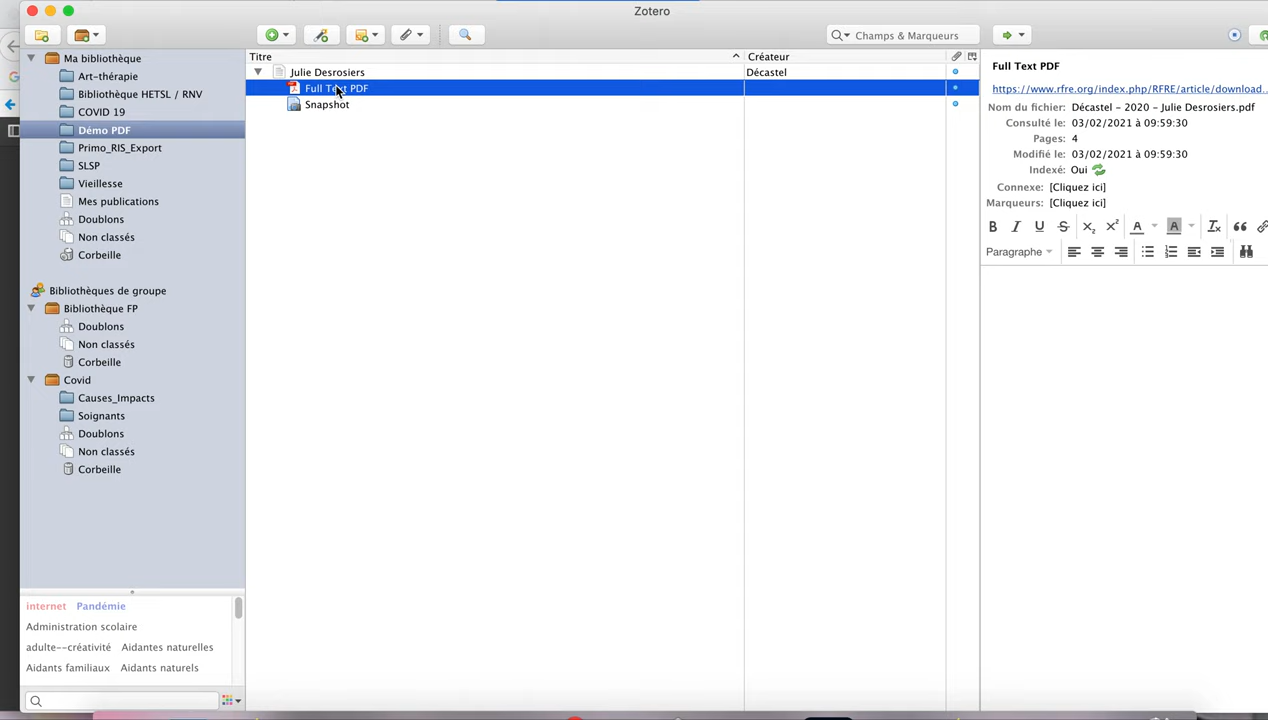 Zotero
Champs & Marqueurs
Ma bibliothèque
Art-thérapie
Bibliothèque HETSL / RNV
COVID 19
Démo PDF
Primo_RIS_Export
SLSP
Vieillesse
Mes publications
Doublons
Non classés
Corbeille
Bibliothèques de groupe
Bibliothèque FP
Doublons
Non classés
Corbeille
Covid
Causes_Impacts
Soignants
Doublons
Non classés
Corbeille
internet Pandémie
Administration scolaire
adulte--créativité Aidantes naturelles
Aidants familiaux Aidants naturels
Titre Créateur
Julie Desrosiers Décastel
Full Text PDF
Snapshot
Full Text PDF
https://www.rfre.org/index.php/RFRE/article/download...
Nom du fichier: Décastel – 2020 – Julie Desrosiers.pdf
Consulté le: 03/02/2021 à 09:59:30
Pages: 4
Modifié le: 03/02/2021 à 09:59:30
Indexé: Oui
Connexe: [Cliquez ici]
Marqueurs: [Cliquez ici]
B I U S X₂ X² A A
Paragraphe